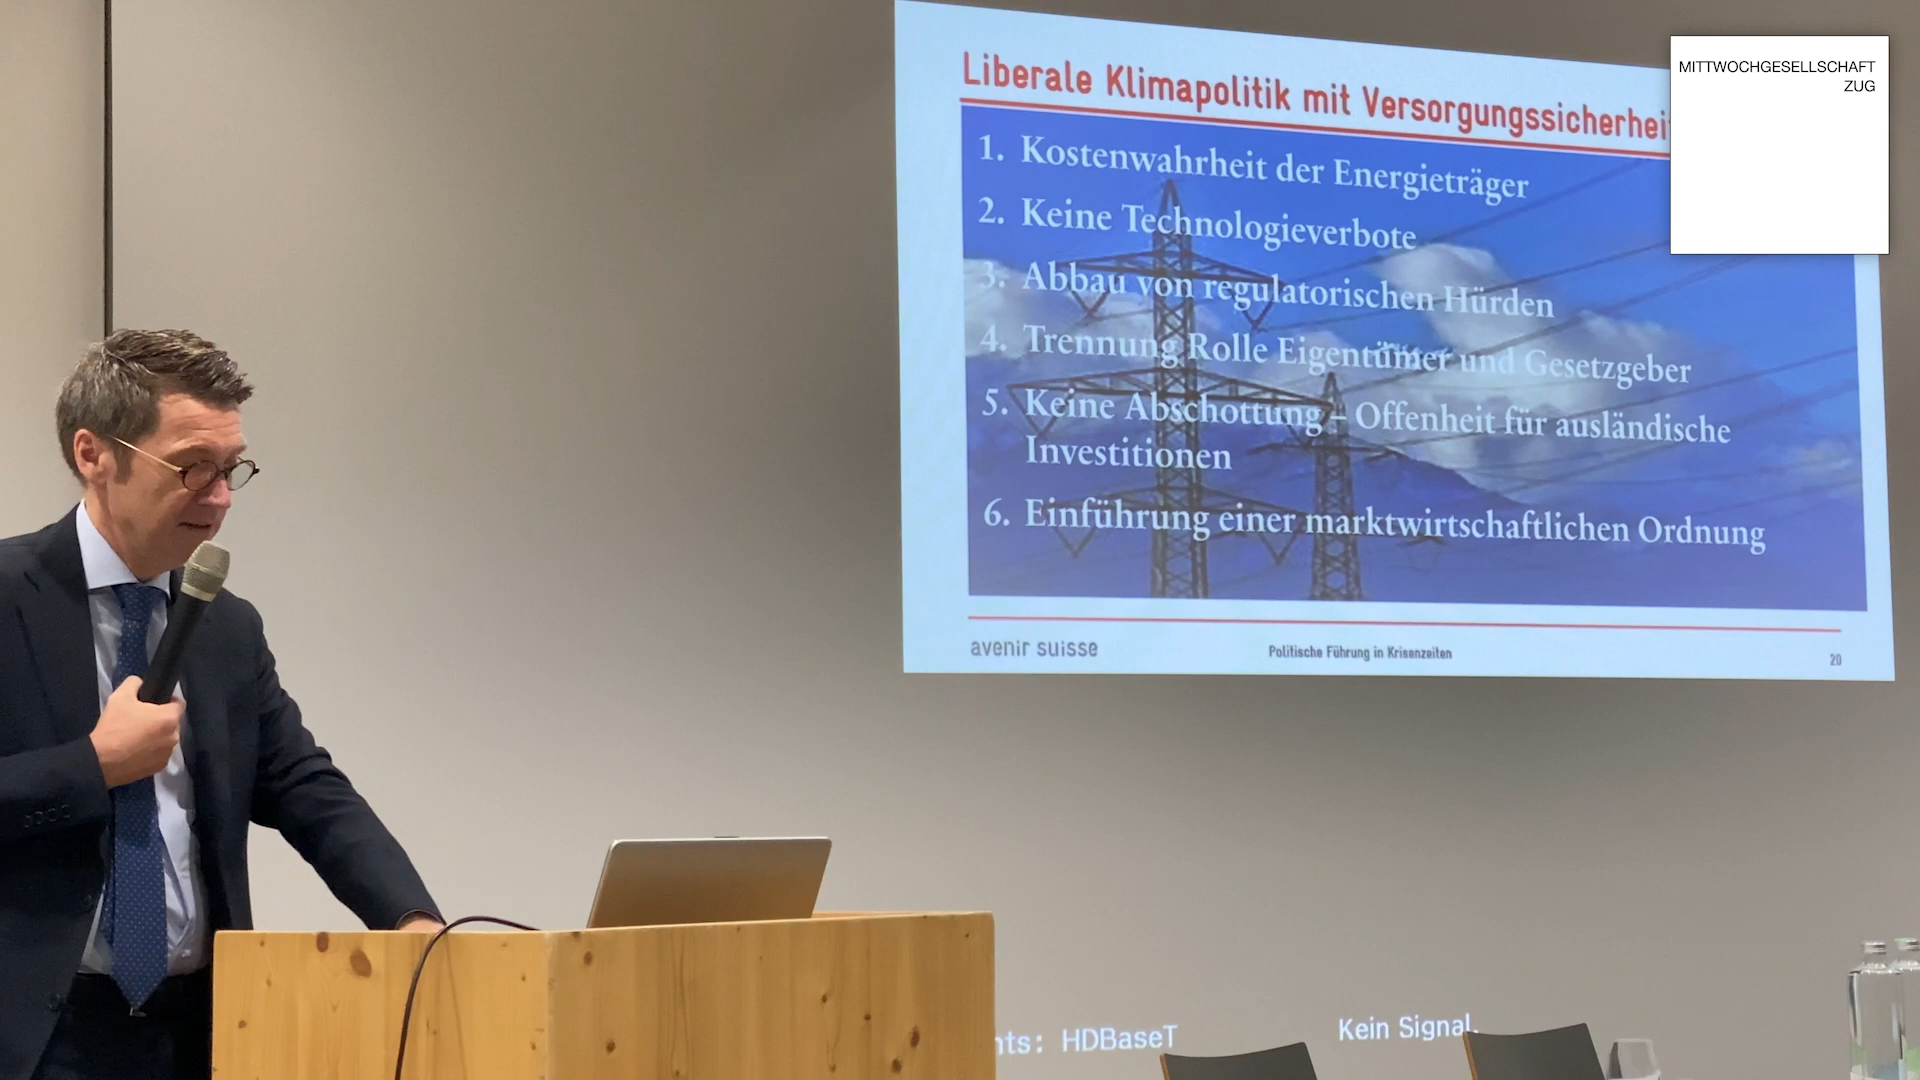 Liberale Klimapolitik mit Versorgungssicherhei
MITTWOCHGESELLSCHAFT
ZUG
1. Kostenwahrheit der Energieträger
2. Keine Technologieverbote
3. Abbau von regulatorischen Hürden
4. Trennung Rolle Eigentümer und Gesetzgeber
5. Keine Abschottung – Offenheit für ausländische
Investitionen
6. Einführung einer marktwirtschaftlichen Ordnung
avenir suisse
Politische Führung in Krisenzeiten
20
nts: HDBaseT
Kein Signal.